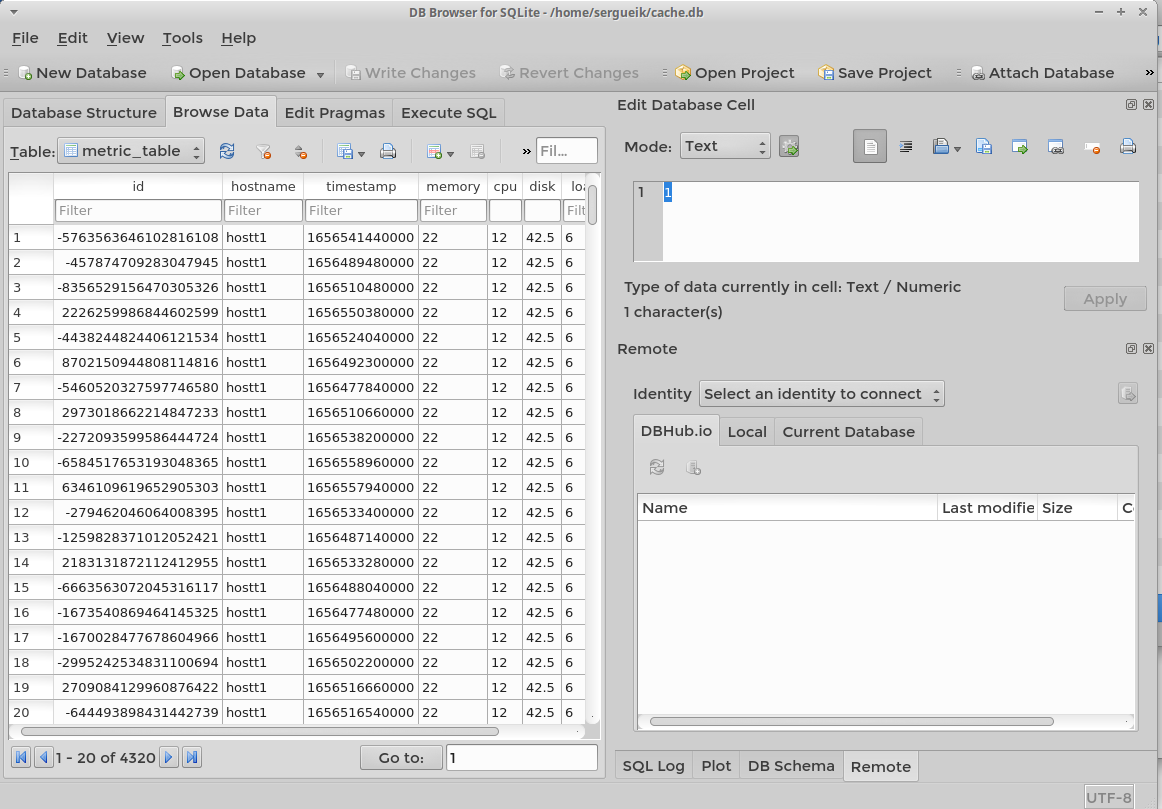 DB Browser for SQLite - /home/sergueik/cache.db
File Edit View Tools Help
New Database Open Database Write Changes Revert Changes Open Project Save Project Attach Database »
Database Structure Browse Data Edit Pragmas Execute SQL
Table: metric_table » Fil...
id hostname timestamp memory cpu disk loa
Filter Filter Filter Filter Filt
1 -5763563646102816108 hostt1 1656541440000 22 12 42.5 6
2 -457874709283047945 hostt1 1656489480000 22 12 42.5 6
3 -8356529156470305326 hostt1 1656510480000 22 12 42.5 6
4 2226259986844602599 hostt1 1656550380000 22 12 42.5 6
5 -4438244824406121534 hostt1 1656524040000 22 12 42.5 6
6 8702150944808114816 hostt1 1656492300000 22 12 42.5 6
7 -5460520327597746580 hostt1 1656477840000 22 12 42.5 6
8 2973018662214847233 hostt1 1656510660000 22 12 42.5 6
9 -2272093599586444724 hostt1 1656538200000 22 12 42.5 6
10 -6584517653193048365 hostt1 1656558960000 22 12 42.5 6
11 6346109619652905303 hostt1 1656557940000 22 12 42.5 6
12 -279462046064008395 hostt1 1656533400000 22 12 42.5 6
13 -1259828371012052421 hostt1 1656487140000 22 12 42.5 6
14 2183131872112412955 hostt1 1656533280000 22 12 42.5 6
15 -6663563072045316117 hostt1 1656488040000 22 12 42.5 6
16 -1673540869464145325 hostt1 1656477480000 22 12 42.5 6
17 -1670028477678604966 hostt1 1656495600000 22 12 42.5 6
18 -2995242534831100694 hostt1 1656502200000 22 12 42.5 6
19 2709084129960876422 hostt1 1656516660000 22 12 42.5 6
20 -644493898431442739 hostt1 1656516540000 22 12 42.5 6
1 - 20 of 4320 Go to: 1
Edit Database Cell
Mode: Text
1 1
Type of data currently in cell: Text / Numeric
1 character(s)
Apply
Remote
Identity Select an identity to connect
DBHub.io Local Current Database
Name Last modifie Size C
SQL Log Plot DB Schema Remote
UTF-8